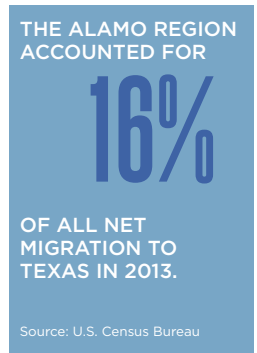 THE ALAMO REGION
ACCOUNTED FOR
16%
OF ALL NET
MIGRATION TO
TEXAS IN 2013.
Source: U.S. Census Bureau